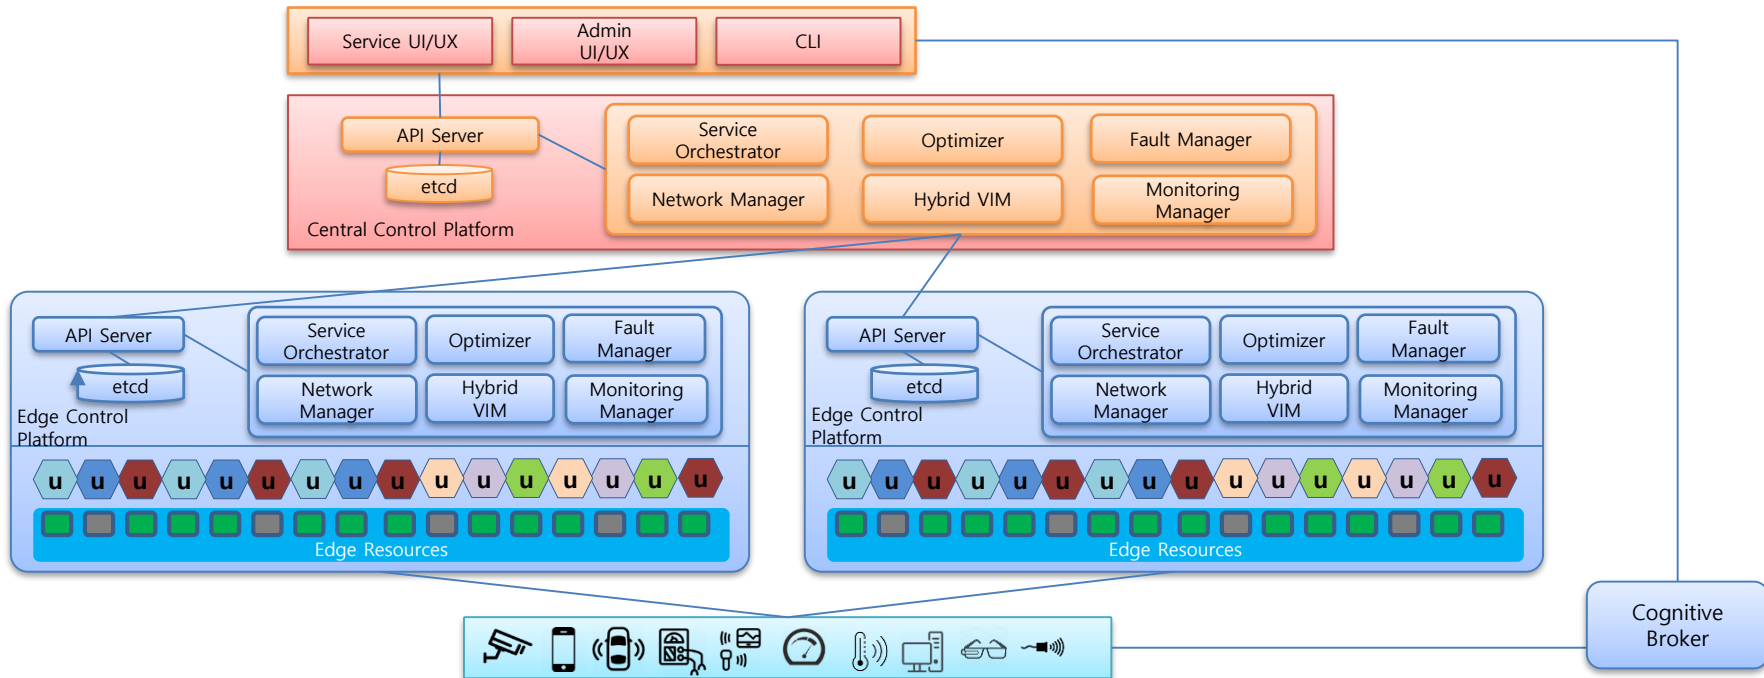 Service UI/UX
Admin
UI/UX
CLI
API Server
etcd
Central Control Platform
Service
Orchestrator
Optimizer
Fault Manager
Network Manager
Hybrid VIM
Monitoring
Manager
API Server
etcd
Edge Control
Platform
Service
Orchestrator
Optimizer
Fault
Manager
Network
Manager
Hybrid
VIM
Monitoring
Manager
u u u u u u u u u u u u u u u u
Edge Resources
API Server
etcd
Edge Control
Platform
Service
Orchestrator
Optimizer
Fault
Manager
Network
Manager
Hybrid
VIM
Monitoring
Manager
u u u u u u u u u u u u u u u u
Edge Resources
Cognitive
Broker